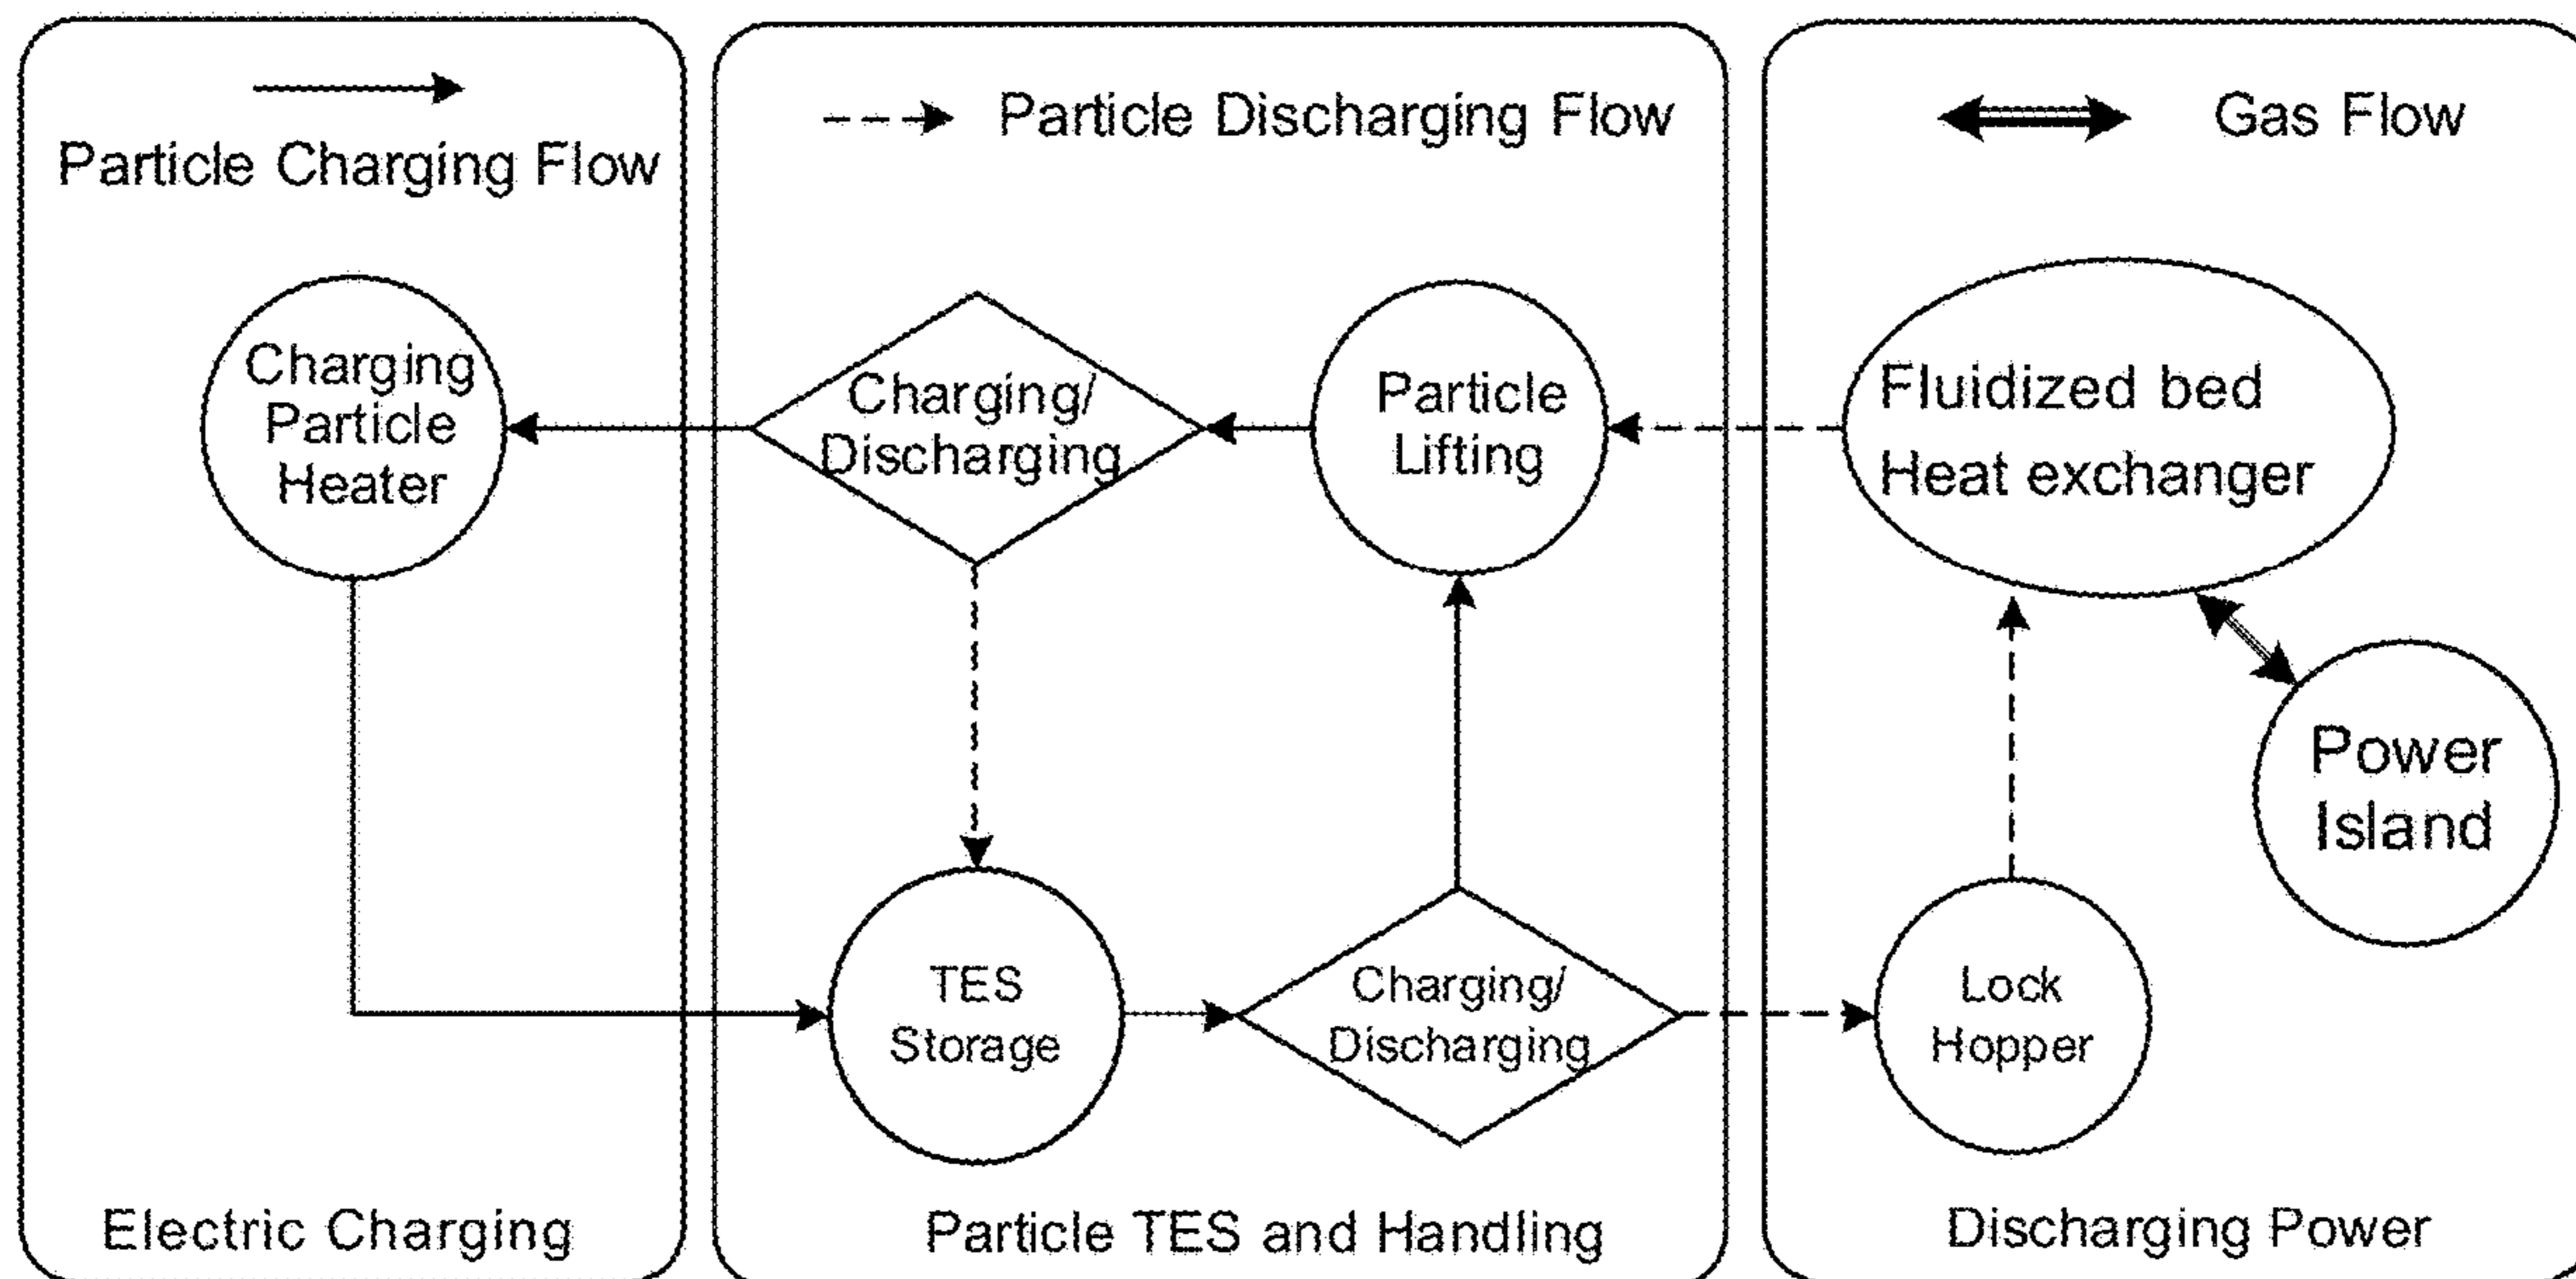 Particle Charging Flow
Particle Discharging Flow
Gas Flow
Charging
Particle
Heater
Charging/
Discharging
Particle
Lifting
Fluidized bed
Heat exchanger
Power
Island
TES
Storage
Charging/
Discharging
Lock
Hopper
Electric Charging
Particle TES and Handling
Discharging Power